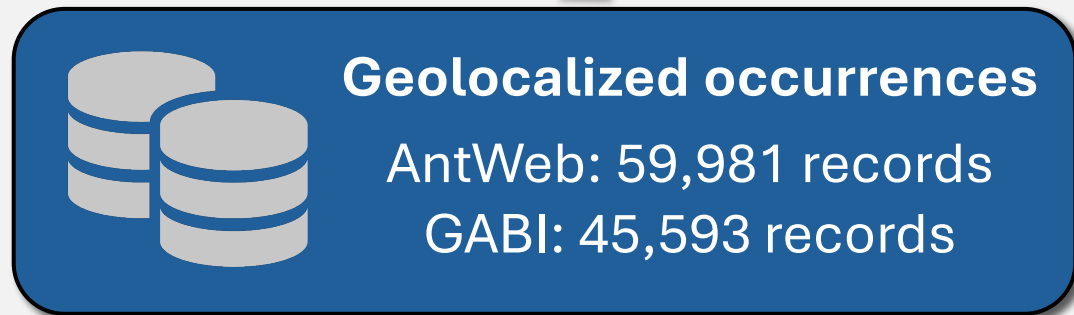 Geolocalized occurrences
AntWeb: 59,981 records
GABI: 45,593 records